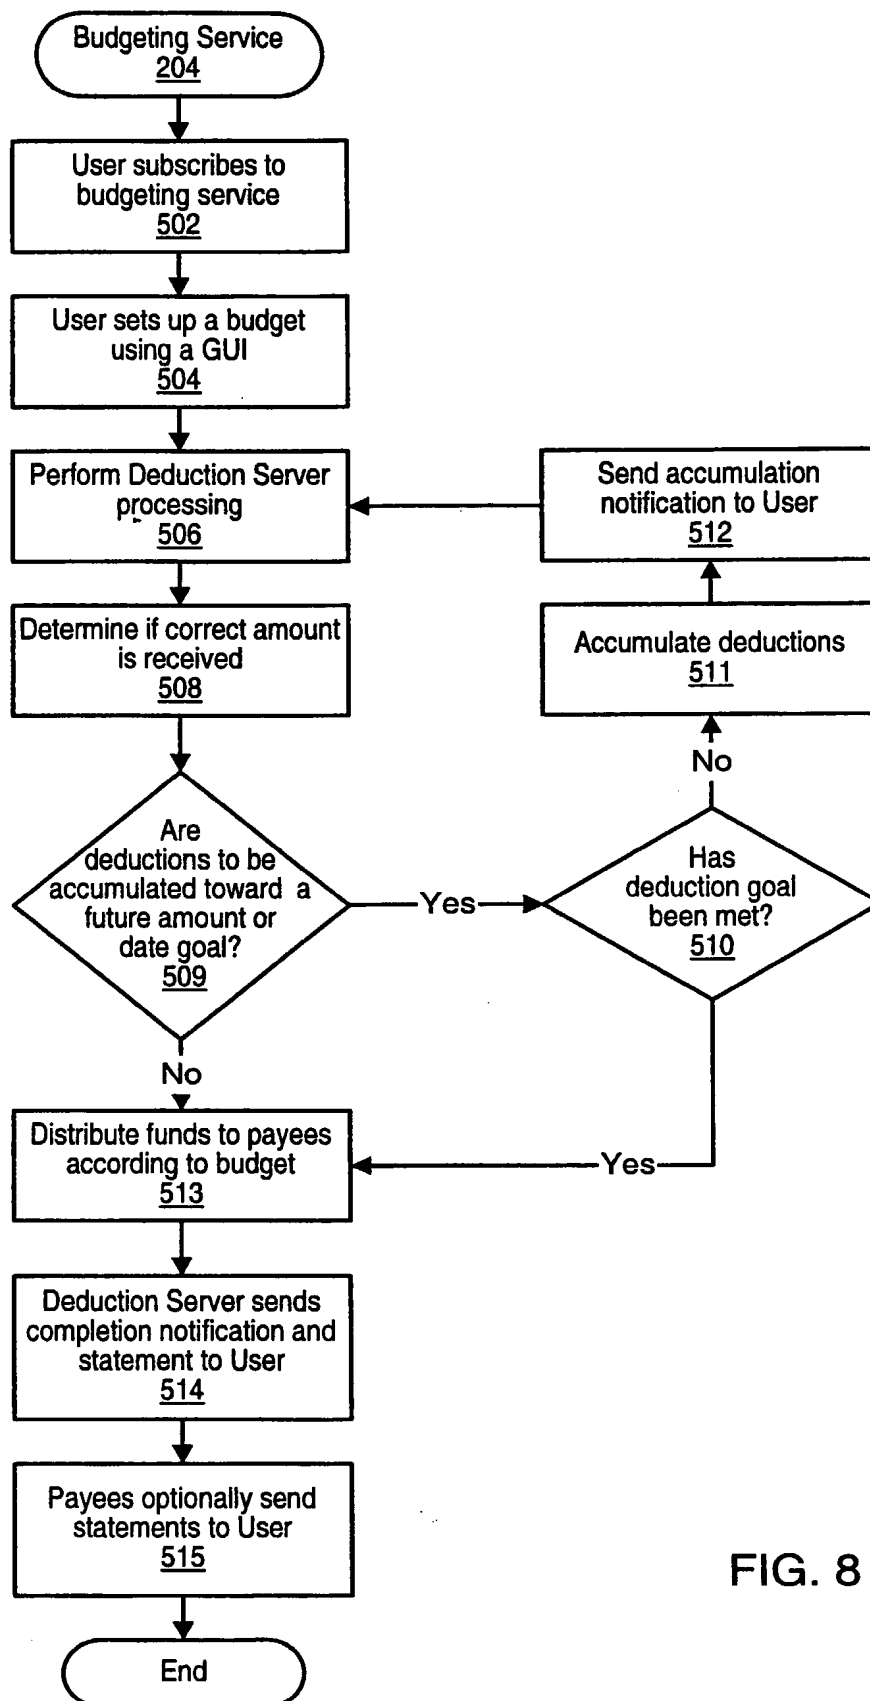 Budgeting Service
204
User subscribes to
budgeting service
502
User sets up a budget
using a GUI
504
Perform Deduction Server
processing
506
Send accumulation
notification to User
512
Determine if correct amount
is received
508
Accumulate deductions
511
No
Are
deductions to be
accumulated toward a
future amount or
date goal?
509
Yes
Has
deduction goal
been met?
510
No
Distribute funds to payees
according to budget
513
Yes
Deduction Server sends
completion notification and
statement to User
514
Payees optionally send
statements to User
515
FIG. 8
End